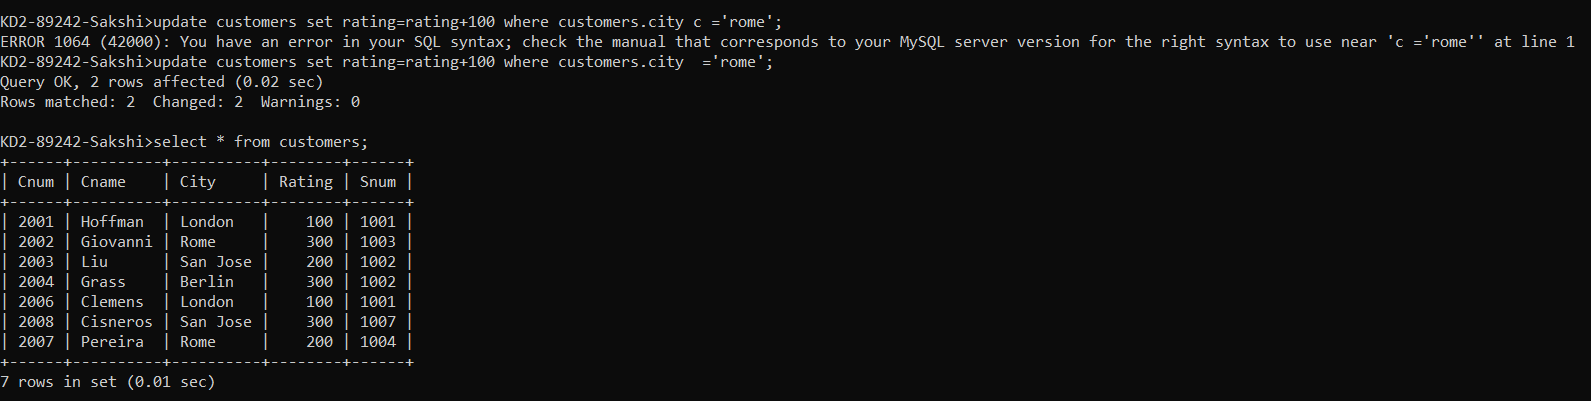 KD2-89242-Sakshi>update customers set rating=rating+100 where customers.city c ='rome';
ERROR 1064 (42000): You have an error in your SQL syntax; check the manual that corresponds to your MySQL server version for the right syntax to use near 'c ='rome'' at line 1
KD2-89242-Sakshi>update customers set rating=rating+100 where customers.city  ='rome';
Query OK, 2 rows affected (0.02 sec)
Rows matched: 2  Changed: 2  Warnings: 0

KD2-89242-Sakshi>select * from customers;
+------+----------+----------+--------+------+
| Cnum | Cname    | City     | Rating | Snum |
+------+----------+----------+--------+------+
| 2001 | Hoffman  | London   |    100 | 1001 |
| 2002 | Giovanni | Rome     |    300 | 1003 |
| 2003 | Liu      | San Jose |    200 | 1002 |
| 2004 | Grass    | Berlin   |    300 | 1002 |
| 2006 | Clemens  | London   |    100 | 1001 |
| 2008 | Cisneros | San Jose |    300 | 1007 |
| 2007 | Pereira  | Rome     |    200 | 1004 |
+------+----------+----------+--------+------+
7 rows in set (0.01 sec)